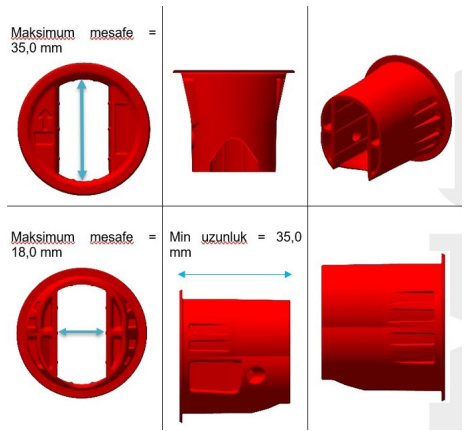 Maksimum mesafe =
35,0 mm
Maksimum mesafe =
18,0 mm
Min uzunluk = 35,0
mm